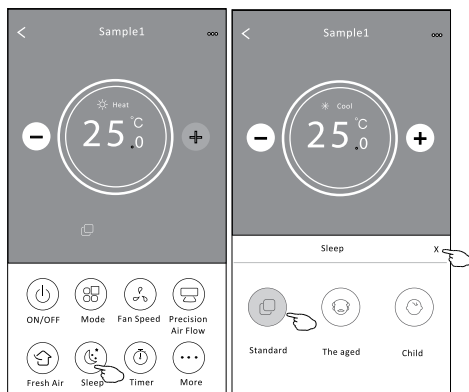 Sample1
Heat
25.0 °C
ON/OFF
Mode
Fan Speed
Precision
Air Flow
Fresh Air
Sleep
Timer
More
Sample1
Cool
25.0 °C
Sleep
X
Standard
The aged
Child